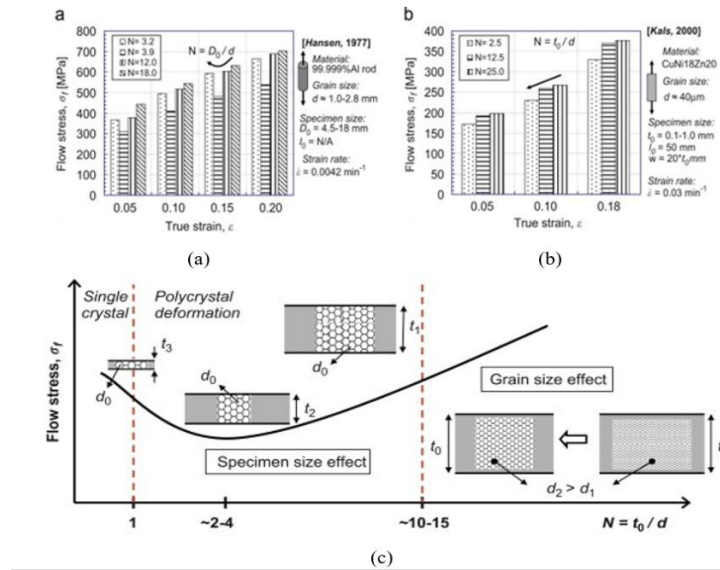 a
800
700
600
500
400
300
200
100
0
Flow stress, σf [MPa]
N= 3.2
N= 3.9
N=12.0
N=18.0
N = D0 / d
0.05 0.10 0.15 0.20
True strain, ε
[Hansen, 1977]
Material:
99.999%Al rod
Grain size:
d ≈ 1.0-2.8 mm
Specimen size:
D0 = 4.5-18 mm
l0 = N/A
Strain rate:
ε̇ = 0.0042 min-1
(a)
b
400
350
300
250
200
150
100
50
0
Flow stress, σf [MPa]
N= 2.5
N=12.5
N=25.0
N = t0 / d
0.05 0.10 0.18
True strain, ε
[Kals, 2000]
Material:
CuNi18Zn20
Grain size:
d ≈ 40μm
Specimen size:
t0 = 0.1-1.0 mm
l0 = 50 mm
w = 20*t0mm
Strain rate:
ε̇ = 0.03 min-1
(b)
Flow stress, σf
Single
crystal
Polycrystal
deformation
t3
d0
d0
t2
t1
d0
Specimen size effect
Grain size effect
t0
d2 > d1
1 ~2-4 ~10-15 N = t0 / d
(c)